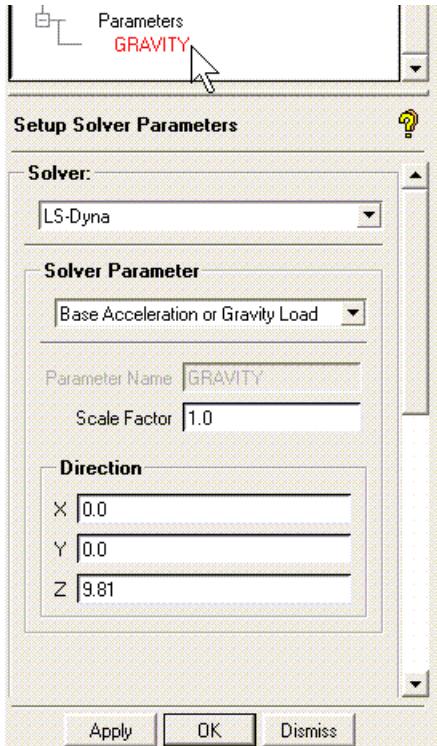 Parameters
GRAVITY
Setup Solver Parameters
Solver:
LS-Dyna
Solver Parameter
Base Acceleration or Gravity Load
Parameter Name GRAVITY
Scale Factor 1.0
Direction
X 0.0
Y 0.0
Z 9.81
Apply OK Dismiss